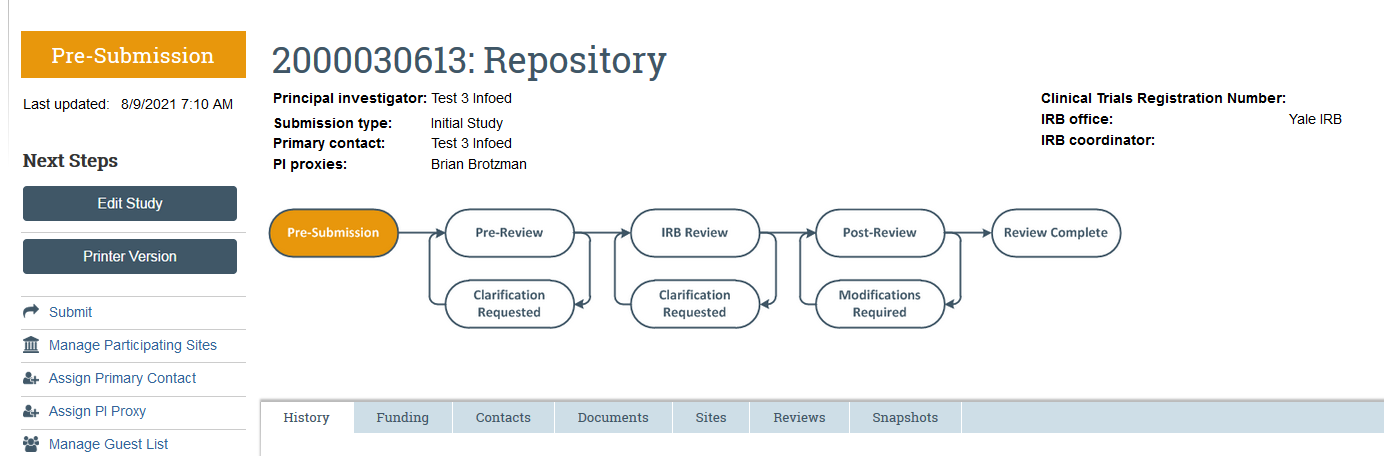 Pre-Submission
Last updated: 8/9/2021 7:10 AM
Next Steps
Edit Study
Printer Version
Submit
Manage Participating Sites
Assign Primary Contact
Assign PI Proxy
Manage Guest List
2000030613: Repository
Principal investigator: Test 3 Infoed
Submission type: Initial Study
Primary contact: Test 3 Infoed
PI proxies: Brian Brotzman
Clinical Trials Registration Number:
IRB office: Yale IRB
IRB coordinator:
Pre-Submission
Pre-Review
IRB Review
Post-Review
Review Complete
Clarification
Requested
Clarification
Requested
Modifications
Required
History Funding Contacts Documents Sites Reviews Snapshots